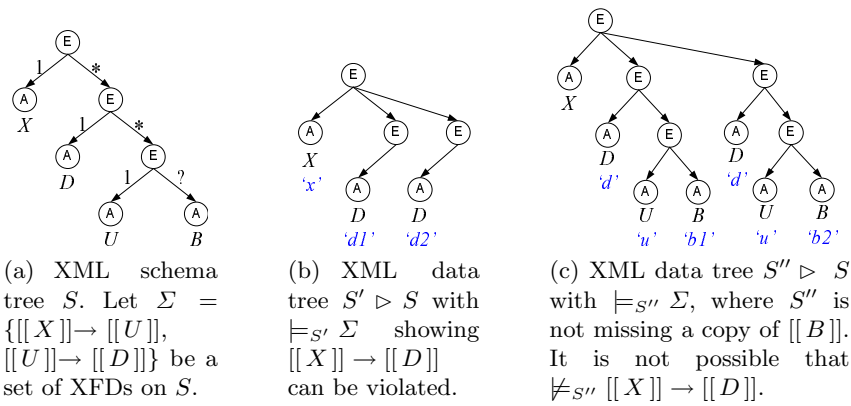 E
1
*
A
X
E
1
*
A
D
E
1
?
A
U
A
B
E
A
X
'x'
E
E
A
D
'd1'
A
D
'd2'
E
A
X
E
E
A
D
'd'
E
A
D
'd'
E
A
U
'u'
A
B
'b1'
A
U
'u'
A
B
'b2'
(a) XML schema
tree S. Let Σ =
{[[ X ]]→ [[ U ]],
[[ U ]]→ [[ D ]]} be a
set of XFDs on S.
(b) XML data
tree S′ ▷ S with
⊨S′ Σ showing
[[ X ]] → [[ D ]]
can be violated.
(c) XML data tree S′′ ▷ S
with ⊨S′′ Σ, where S′′ is
not missing a copy of [[ B ]].
It is not possible that
⊭S′′ [[ X ]] → [[ D ]].